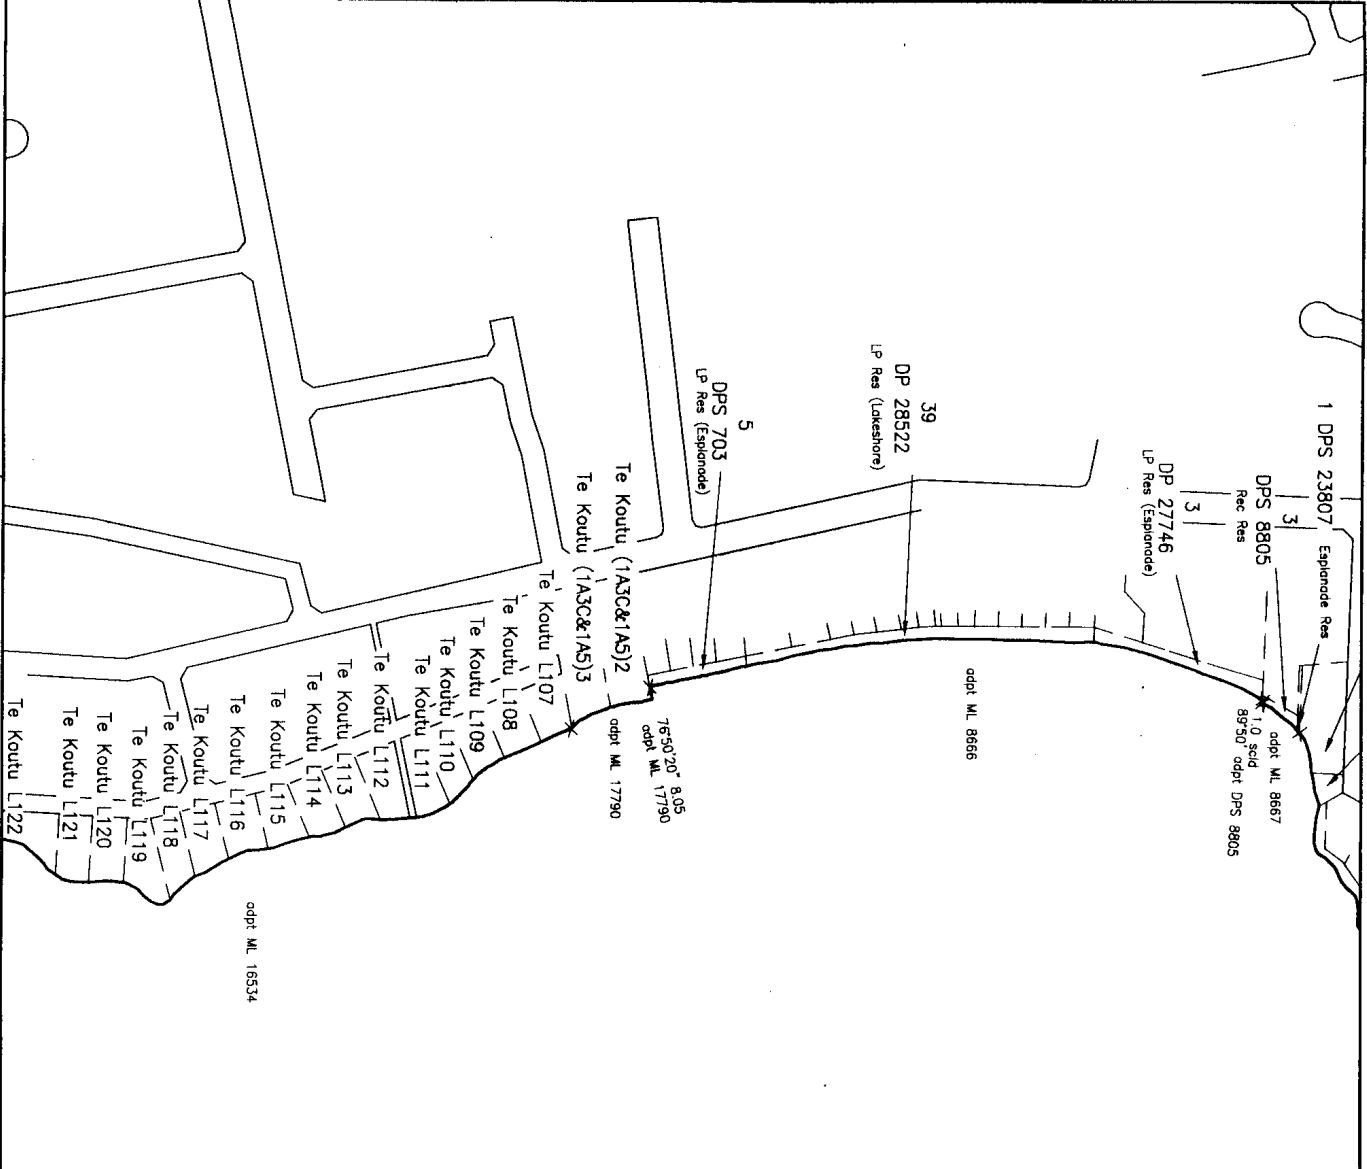 1 DPS 23807
Esplanade Res
3
DPS 8805
Rec Res
3
DP 27746
LP Res (Esplanade)
adpt ML 8667
1.0 scld
89°50' adpt DPS 8805
39
DP 28522
LP Res (Lakeshore)
adpt ML 8666
5
DPS 703
LP Res (Esplanade)
76°50'20" 8.05
adpt ML 17790
Te Koutu (1A3C&1A5)2
Te Koutu (1A3C&1A5)3
adpt ML 17790
Te Koutu L107
Te Koutu L108
Te Koutu L109
Te Koutu L110
Te Koutu L111
Te Koutu L112
Te Koutu L113
Te Koutu L114
Te Koutu L115
Te Koutu L116
Te Koutu L117
Te Koutu L118
Te Koutu L119
Te Koutu L120
Te Koutu L121
Te Koutu L122
adpt ML 16534